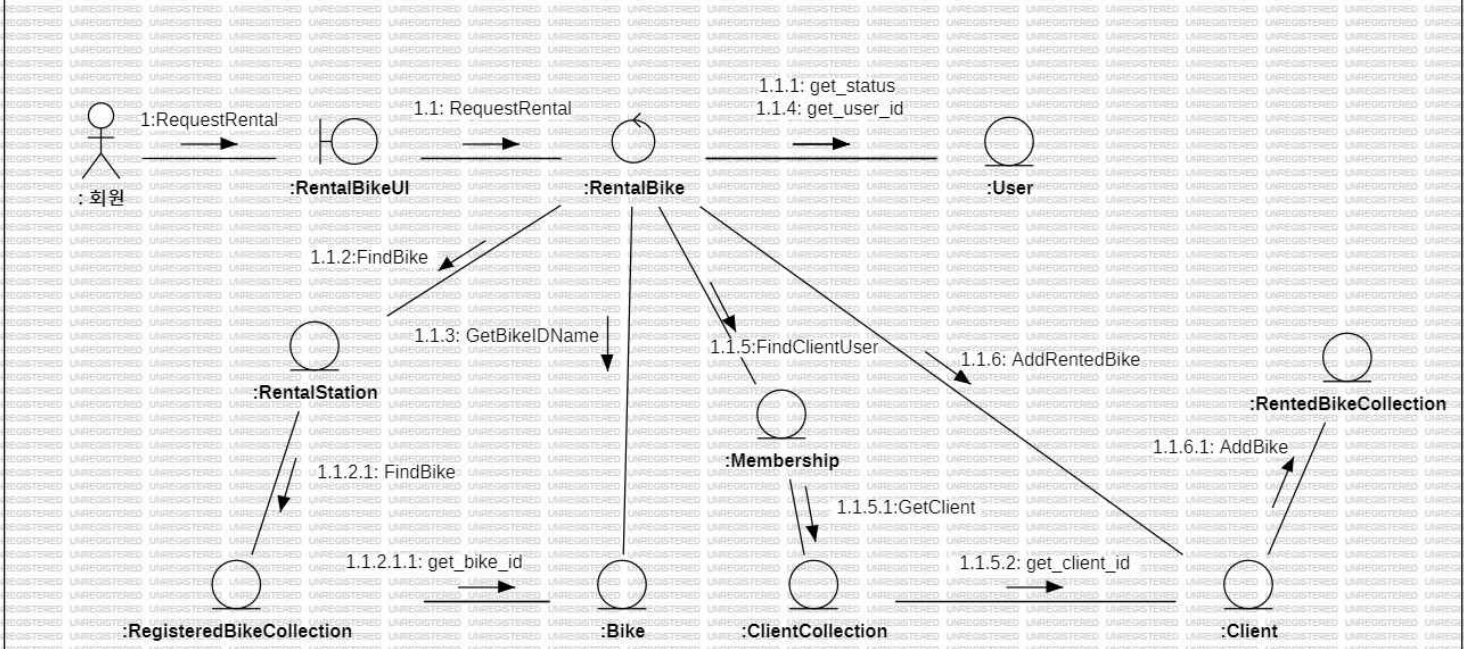 1.1.1: get_status
1:RequestRental
1.1: RequestRental
1.1.4: get_user_id
: 회원
:RentalBikeUI
:RentalBike
:User
1.1.2:FindBike
1.1.3: GetBikeIDName
1.1.5:FindClientUser
1.1.6: AddRentedBike
:RentalStation
:RentedBikeCollection
:Membership
1.1.6.1: AddBike
1.1.2.1: FindBike
1.1.5.1:GetClient
1.1.2.1.1: get_bike_id
1.1.5.2: get_client_id
:RegisteredBikeCollection
:Bike
:ClientCollection
:Client
UNREGISTERED